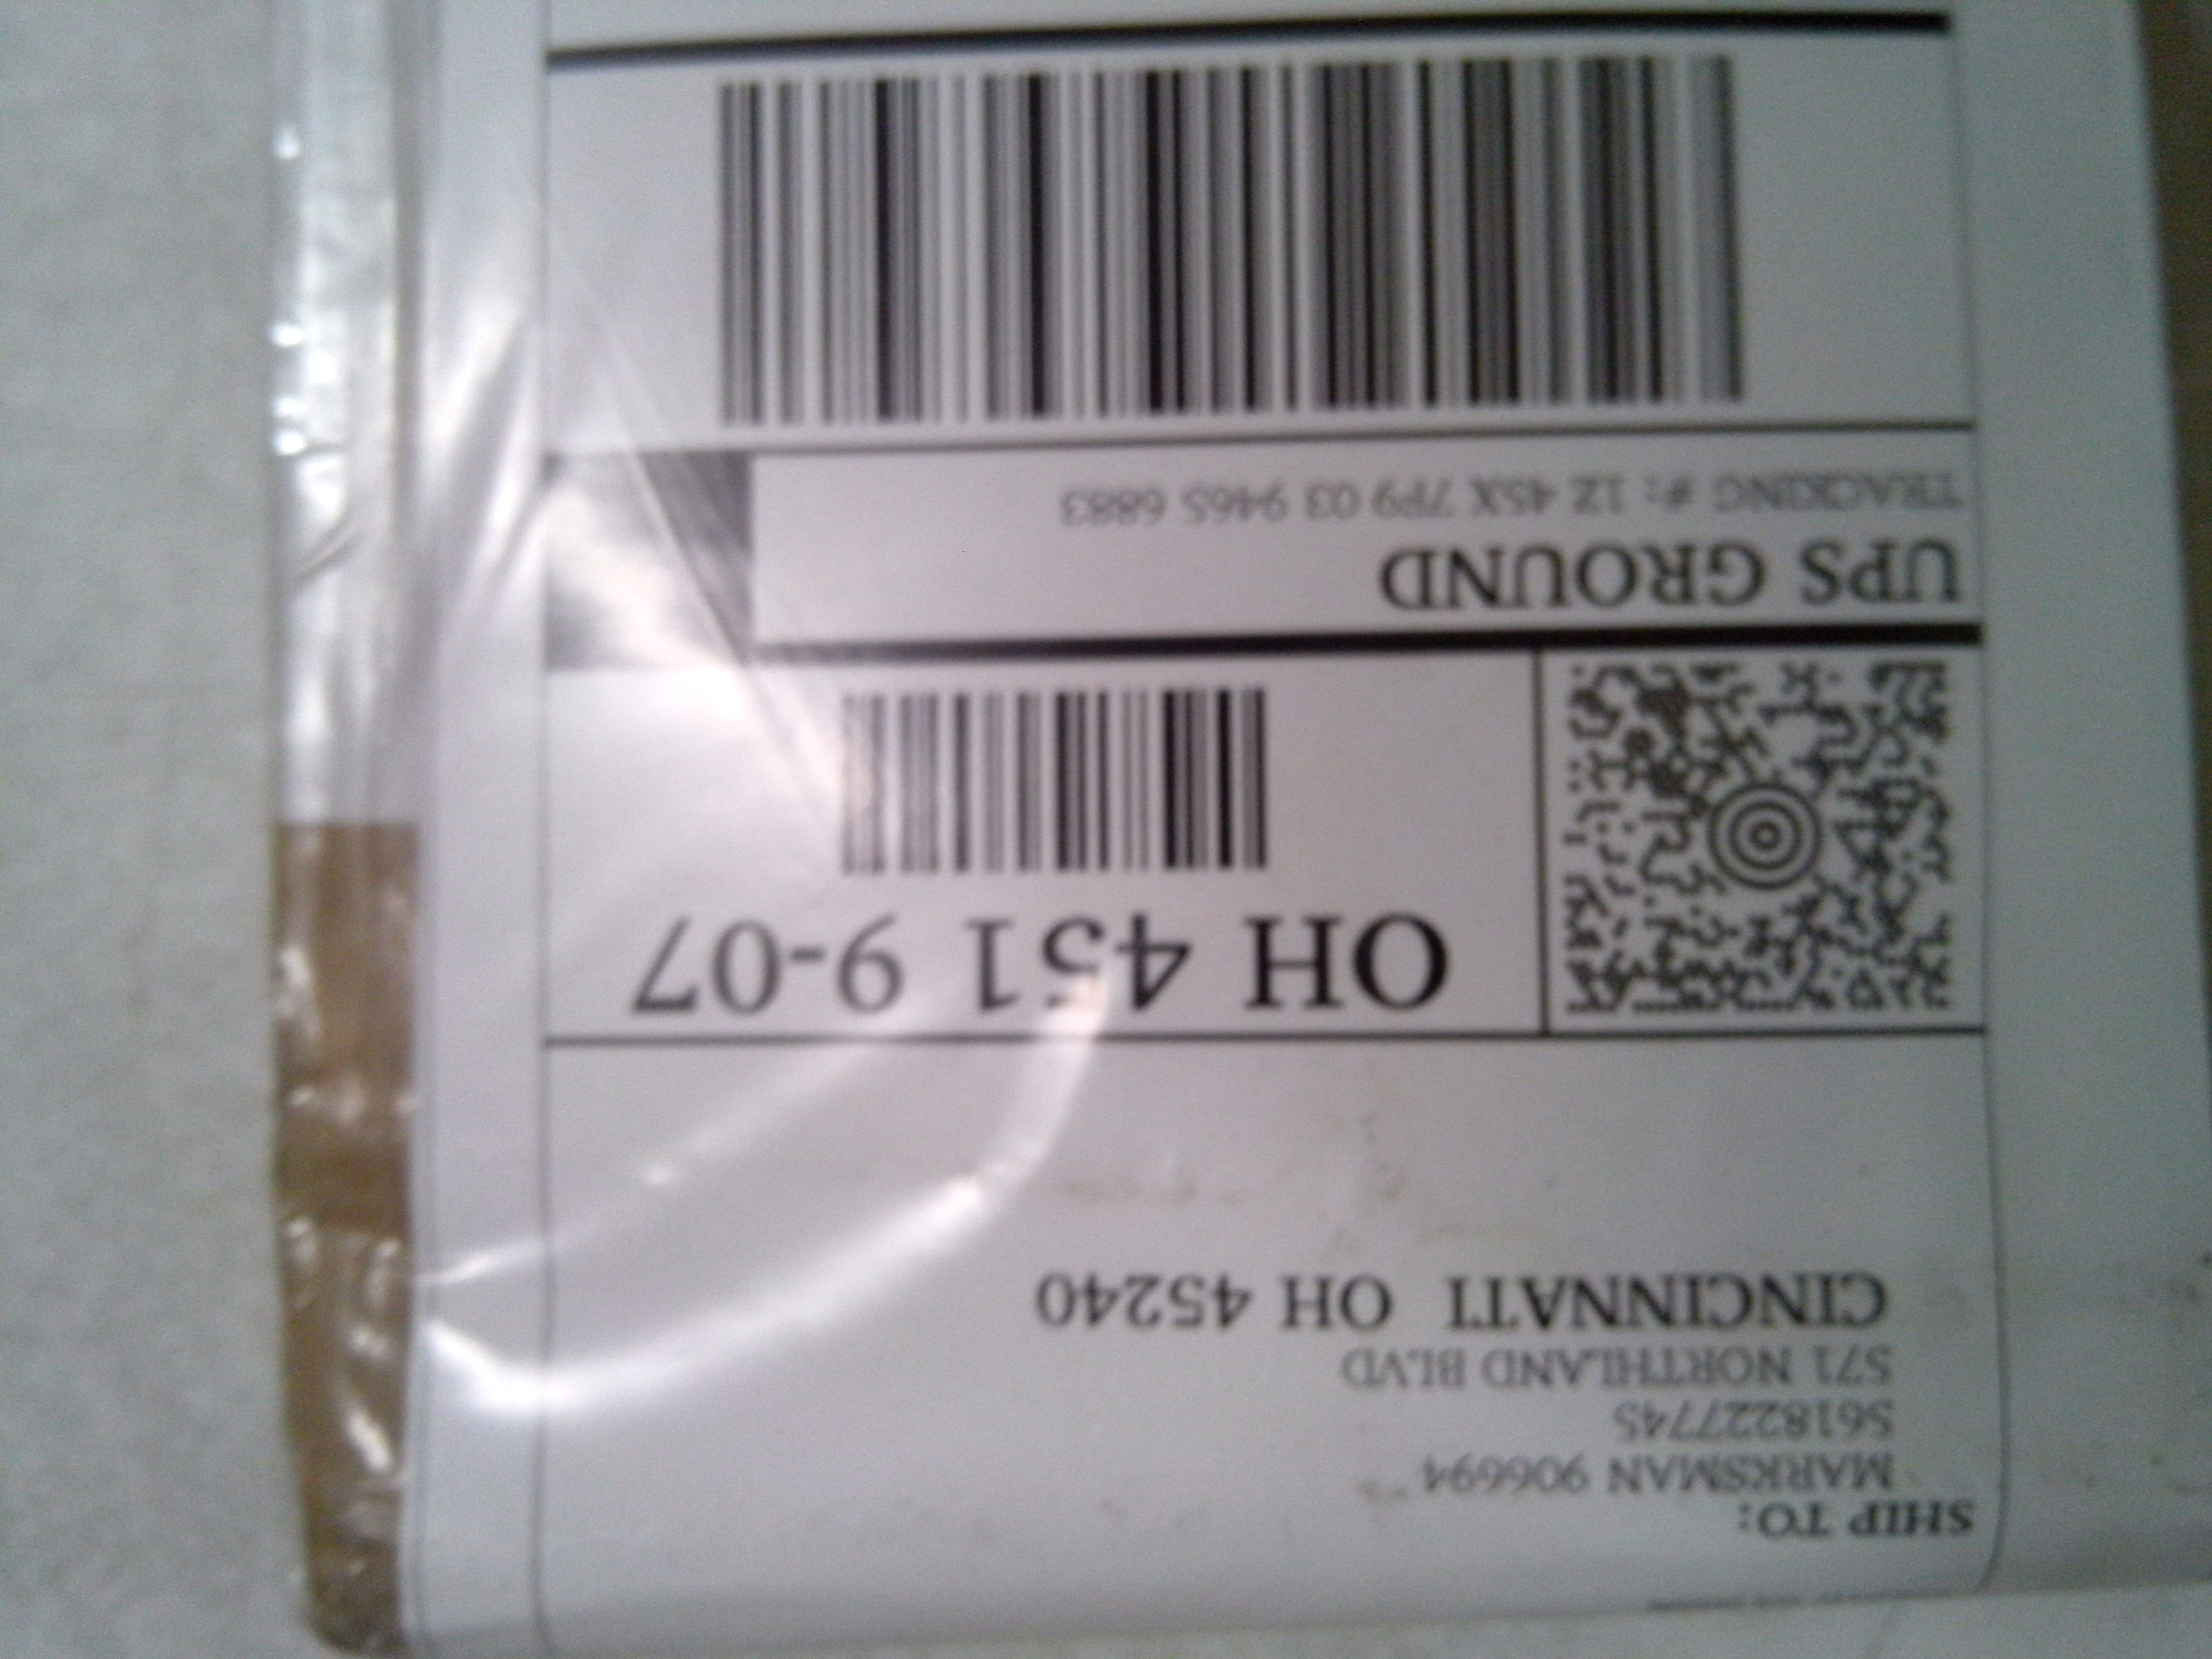 SHIP TO:
MARKSMAN 906694
5618227745
571 NORTHLAND BLVD
CINCINNATI OH 45240
OH 451 9-07
UPS GROUND
TRACKING #: 1Z 45X 7P9 03 9465 6883